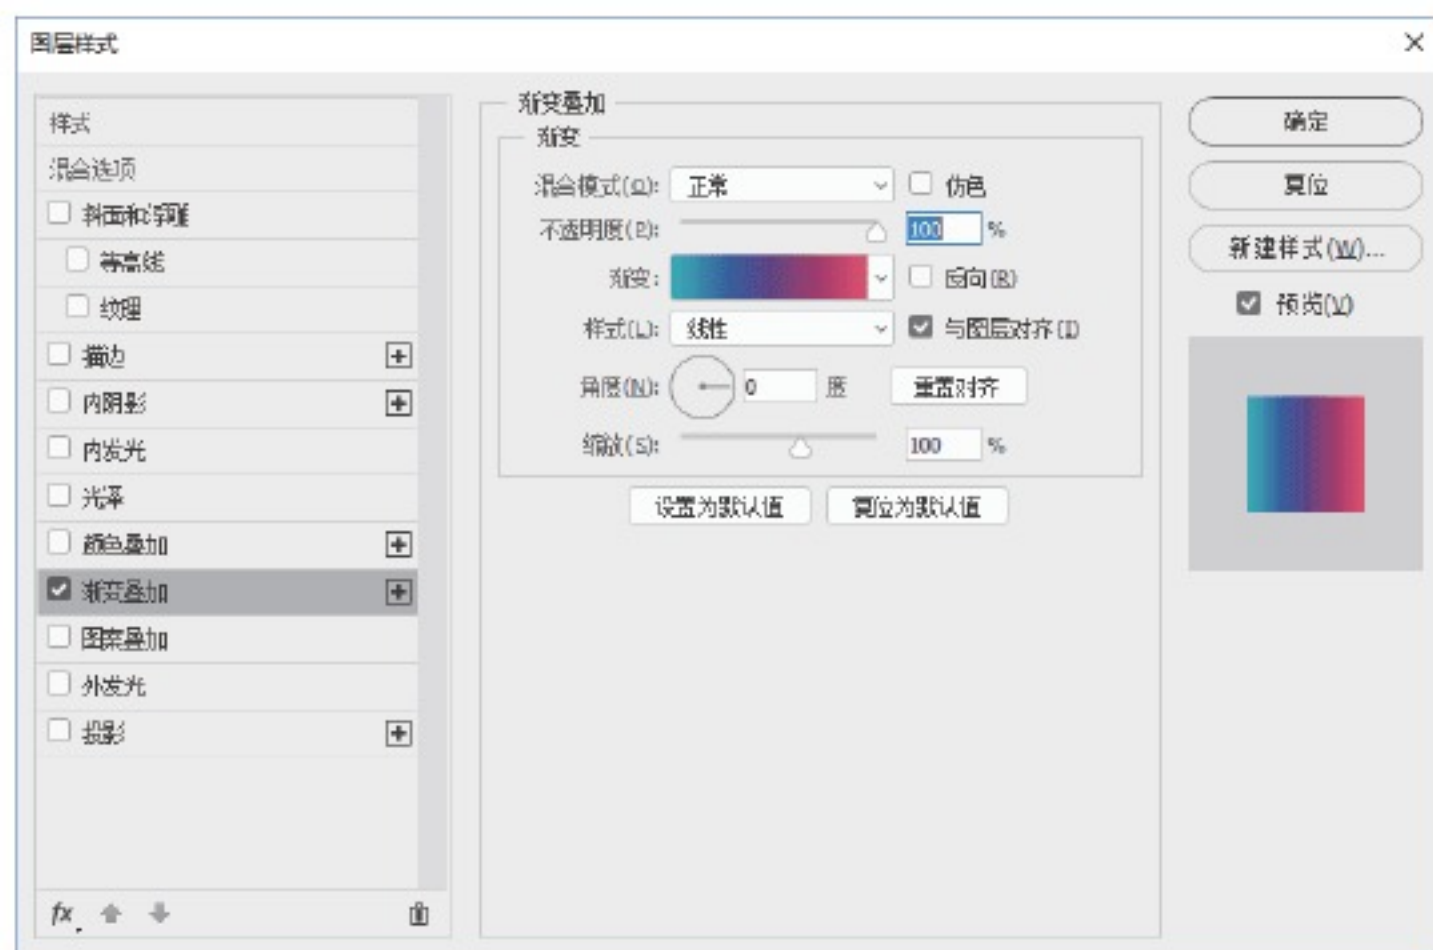 图层样式
样式
混合选项
斜面和浮雕
等高线
纹理
描边
内阴影
内发光
光泽
颜色叠加
渐变叠加
图案叠加
外发光
投影
fx
渐变叠加
渐变
混合模式(O): 正常 仿色
不透明度(P): 100 %
渐变: 反向(R)
样式(L): 线性 与图层对齐(I)
角度(N): 0 度 重置对齐
缩放(S): 100 %
设置为默认值 复位为默认值
确定
复位
新建样式(W)...
预览(V)